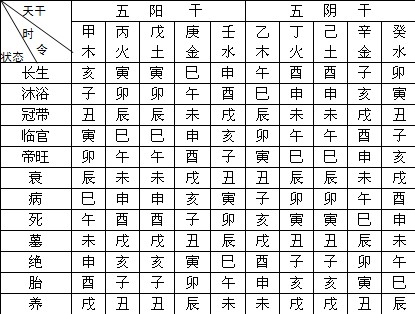 天干 五 阳 干 五 阴 干
时 甲 丙 戊 庚 壬 乙 丁 己 辛 癸
令 木 火 土 金 水 木 火 土 金 水
状态
长生 亥 寅 寅 巳 申 午 酉 酉 子 卯
沐浴 子 卯 卯 午 酉 巳 申 申 亥 寅
冠带 丑 辰 辰 未 戌 辰 未 未 戌 丑
临官 寅 巳 巳 申 亥 卯 午 午 酉 子
帝旺 卯 午 午 酉 子 寅 巳 巳 申 亥
衰 辰 未 未 戌 丑 丑 辰 辰 未 戌
病 巳 申 申 亥 寅 子 卯 卯 午 酉
死 午 酉 酉 子 卯 亥 寅 寅 巳 申
墓 未 戌 戌 丑 辰 戌 丑 丑 辰 未
绝 申 亥 亥 寅 巳 酉 子 子 卯 午
胎 酉 子 子 卯 午 申 亥 亥 寅 巳
养 戌 丑 丑 辰 未 未 戌 戌 丑 辰